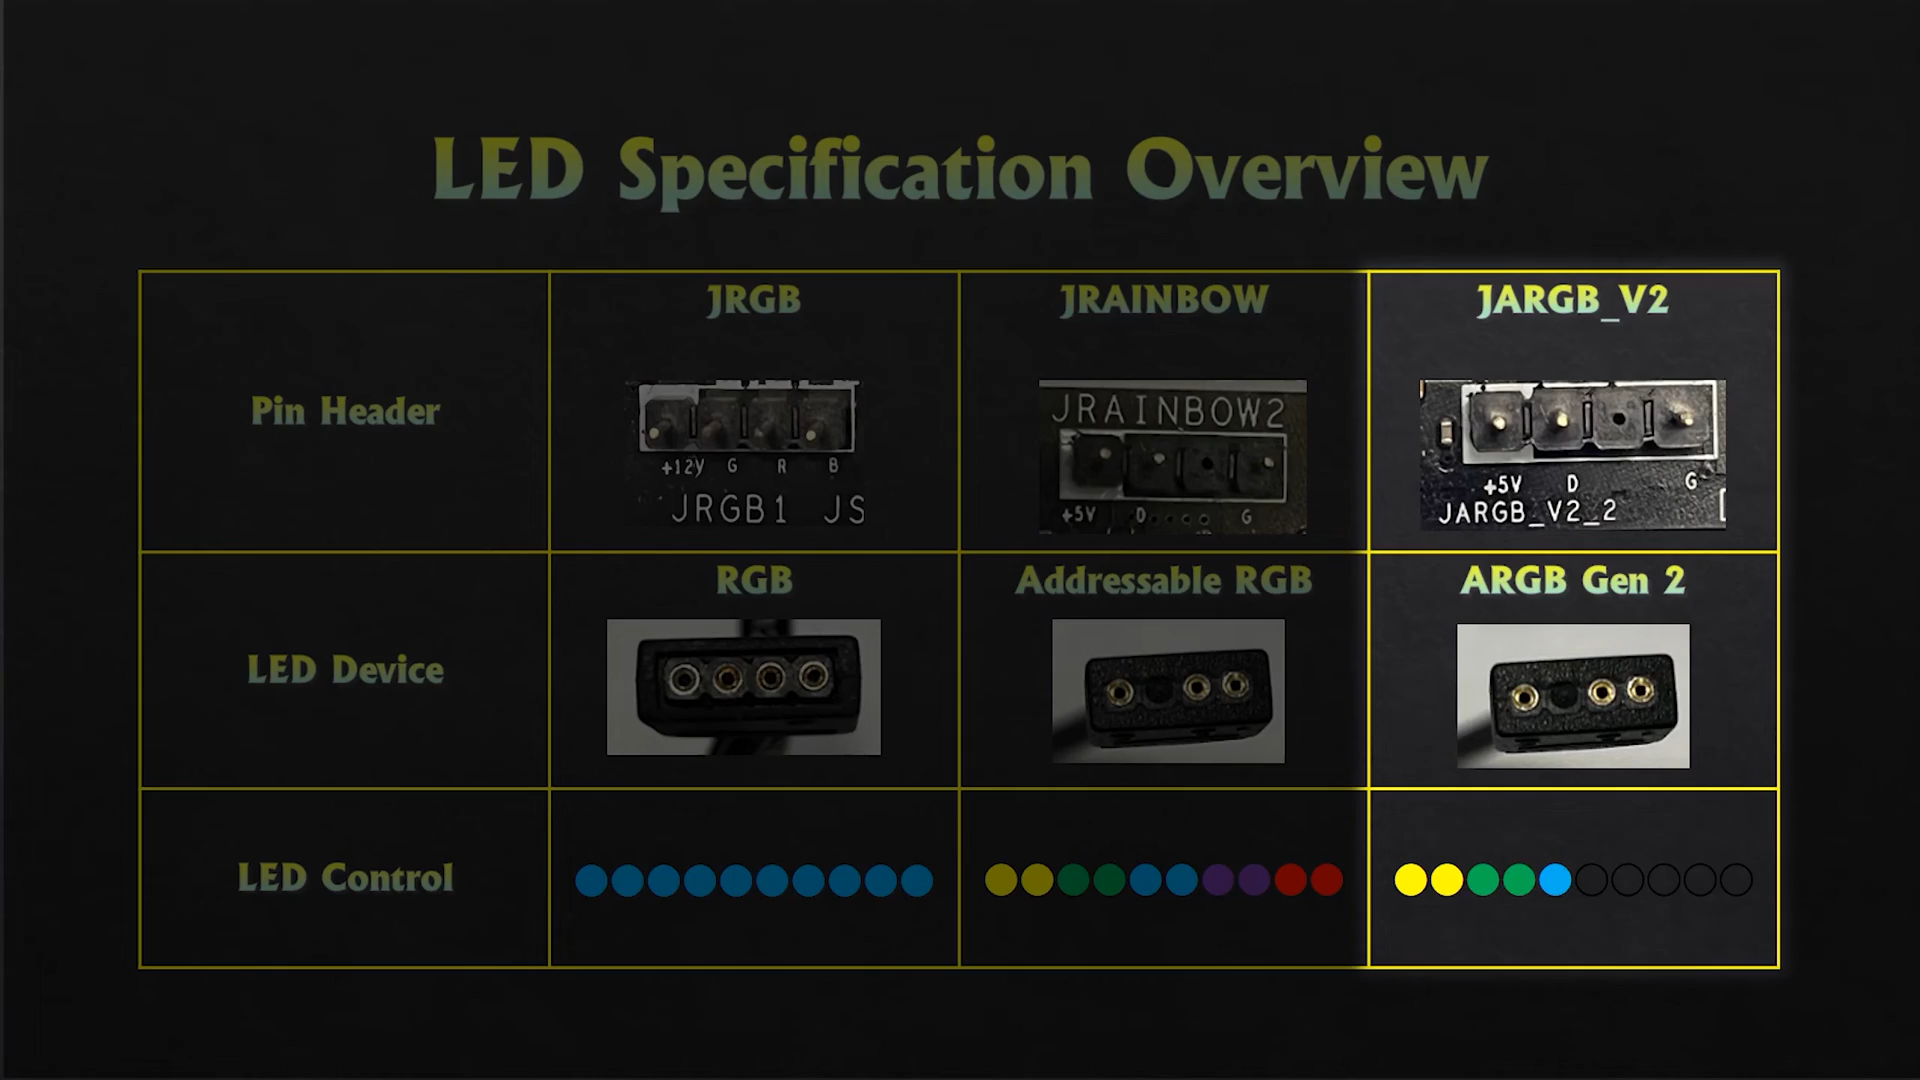 LED Specification Overview
JRGB
JRAINBOW
JARGB_V2
Pin Header
+12V G R B
JRGB1 JS
JRAINBOW2
+5V D G
+5V D G
JARGB_V2_2
RGB
Addressable RGB
ARGB Gen 2
LED Device
LED Control